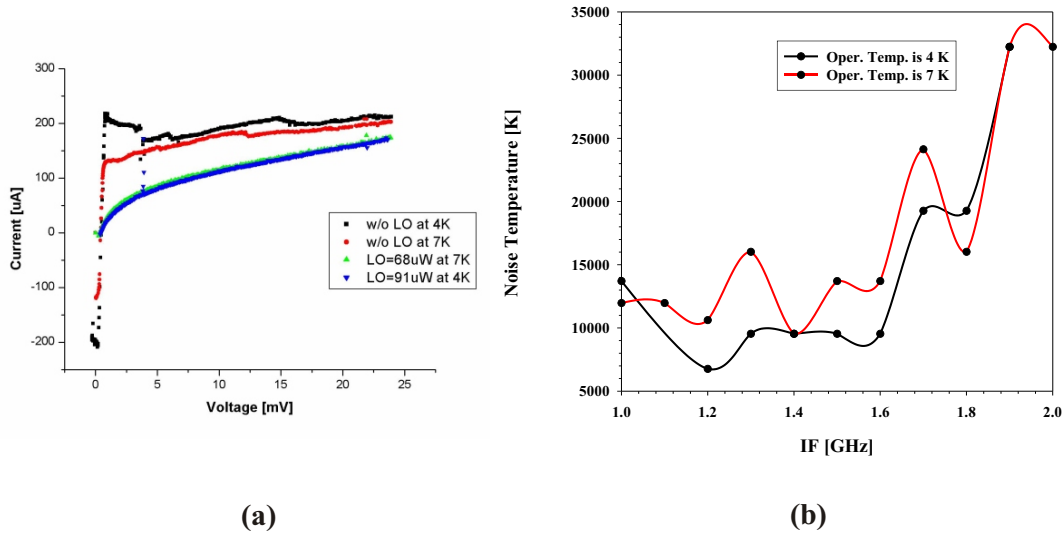 (a)
300
200
100
0
-100
-200
Current [uA]
w/o LO at 4K
w/o LO at 7K
LO=68uW at 7K
LO=91uW at 4K
0 5 10 15 20 25
Voltage [mV]
(a)
(b)
35000
30000
25000
20000
15000
10000
5000
Noise Temperature [K]
Oper. Temp. is 4 K
Oper. Temp. is 7 K
1.0 1.2 1.4 1.6 1.8 2.0
IF [GHz]
(b)